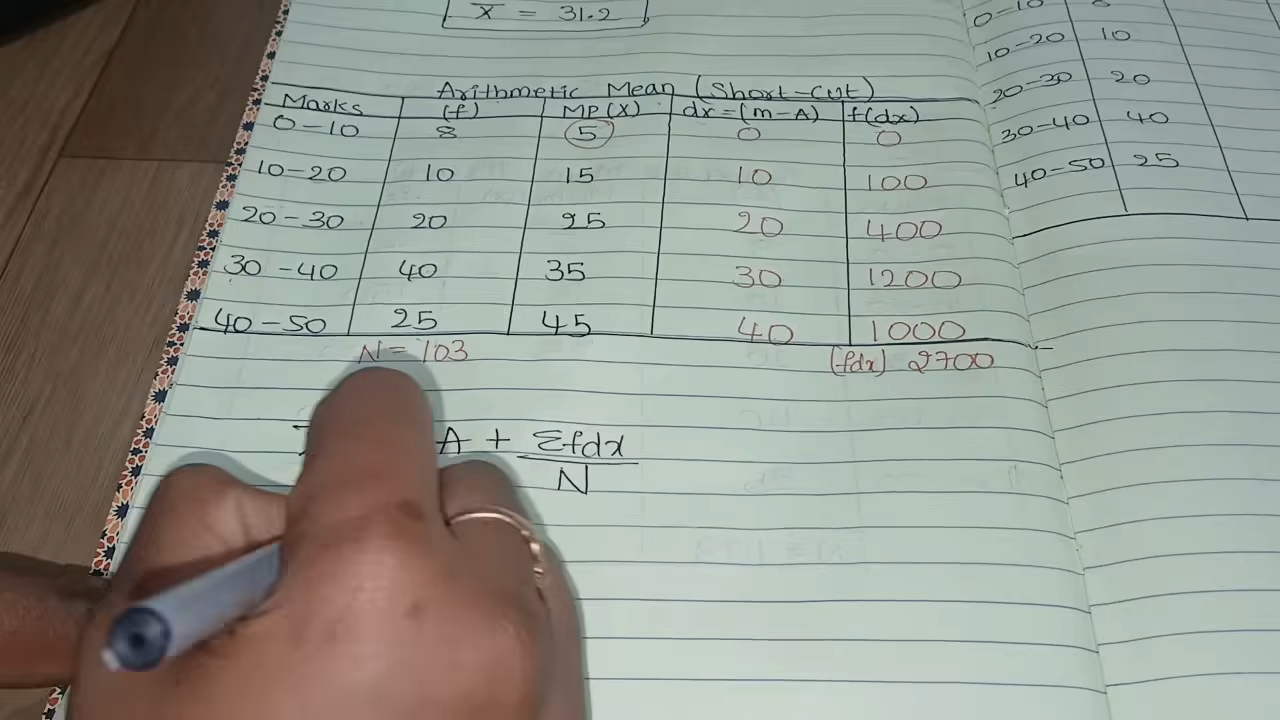 x̄ = 31.2
Arithmetic Mean (Short-Cut)
Marks (f) MP(X) dx=(m-A) f(dx)
0-10 8 5 0 0
10-20 10 15 10 100
20-30 20 25 20 400
30-40 40 35 30 1200
40-50 25 45 40 1000
N = 103 (fdx) 2700
A + Σfdx
N
0-10
10-20 10
20-30 20
30-40 40
40-50 25